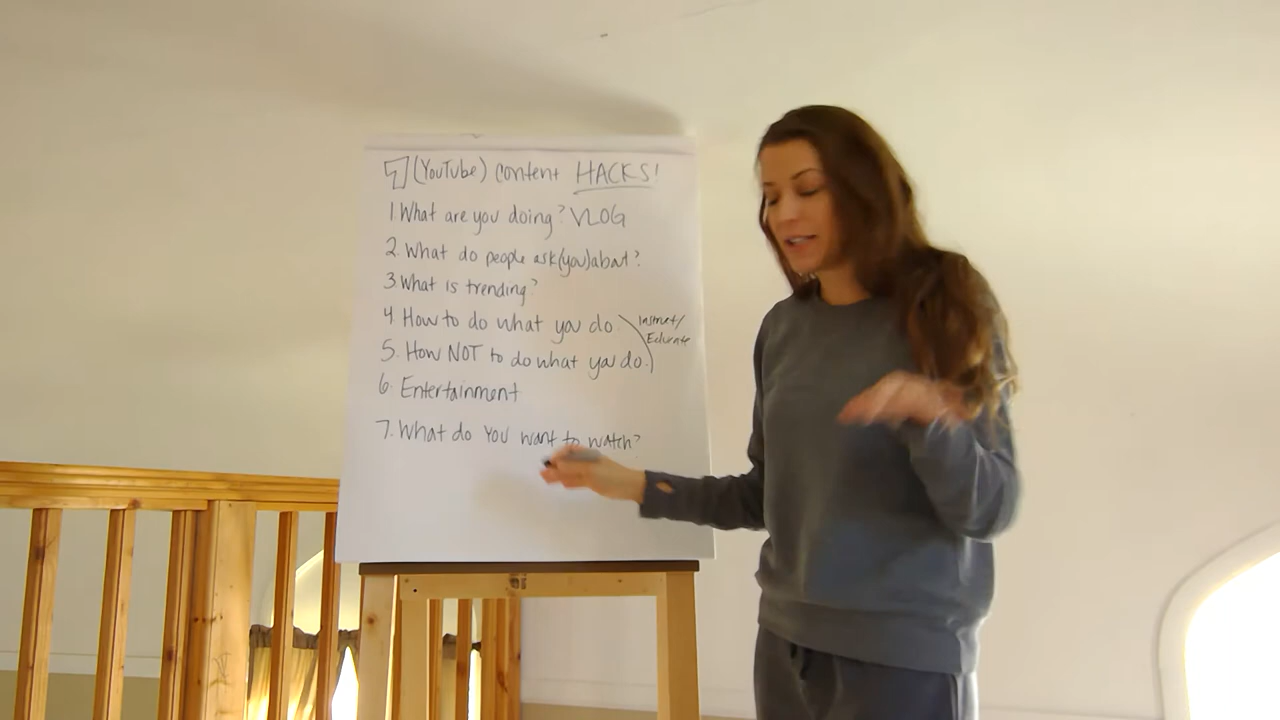 7 (YouTube) content HACKS!
1 What are you doing? VLOG
2. What do people ask (you) about?
3 What is trending?
4 How to do what you do.
Instruct/
Educate
5. How NOT to do what you do.
6. Entertainment
7. What do YOU want to watch?